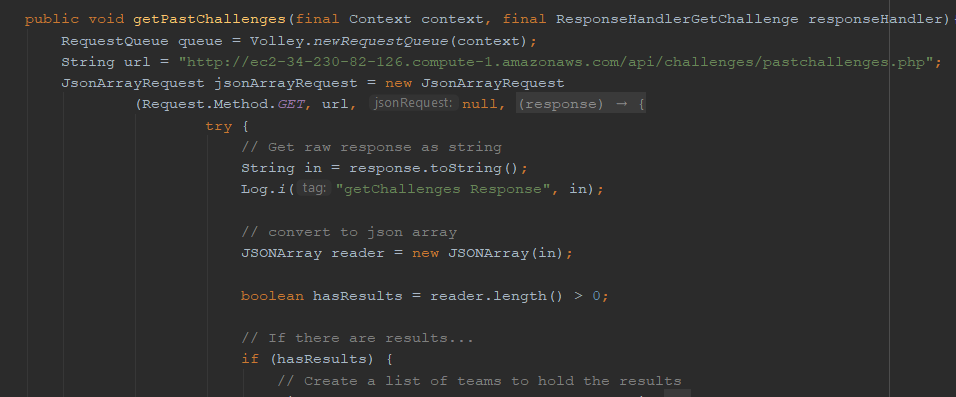 public void getPastChallenges(final Context context, final ResponseHandlerGetChallenge responseHandler)
RequestQueue queue = Volley.newRequestQueue(context);
String url = "http://ec2-34-230-82-126.compute-1.amazonaws.com/api/challenges/pastchallenges.php";
JsonArrayRequest jsonArrayRequest = new JsonArrayRequest
(Request.Method.GET, url, jsonRequest: null, (response) → {
try {
// Get raw response as string
String in = response.toString();
Log.i( tag: "getChallenges Response", in);
// convert to json array
JSONArray reader = new JSONArray(in);
boolean hasResults = reader.length() > 0;
// If there are results...
if (hasResults) {
// Create a list of teams to hold the results